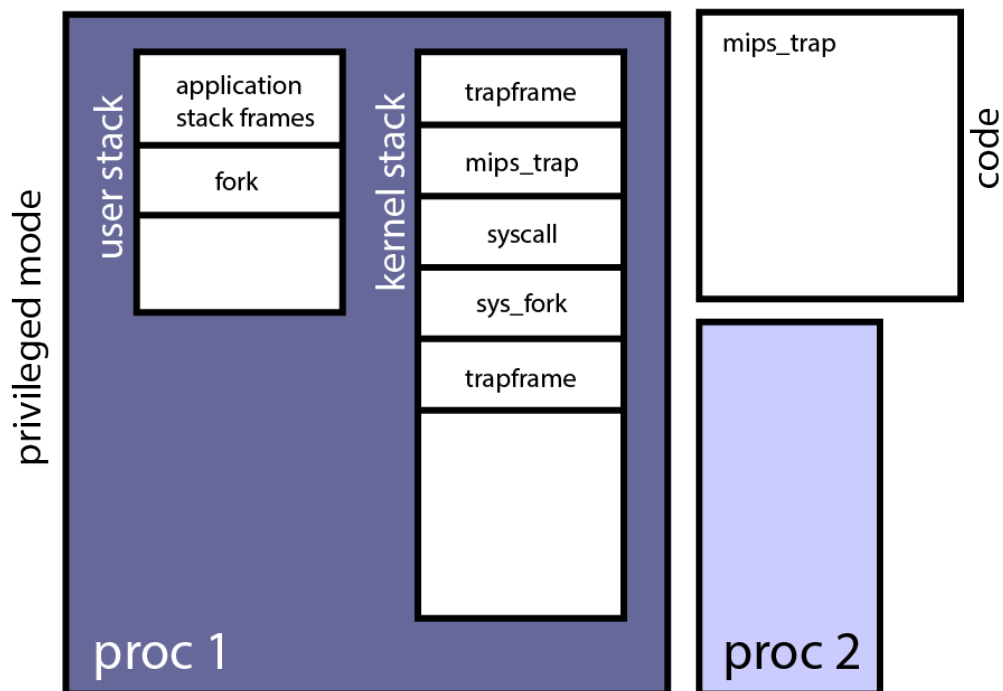 privileged mode
user stack
application
stack frames
fork
kernel stack
trapframe
mips_trap
syscall
sys_fork
trapframe
proc 1
mips_trap
code
proc 2